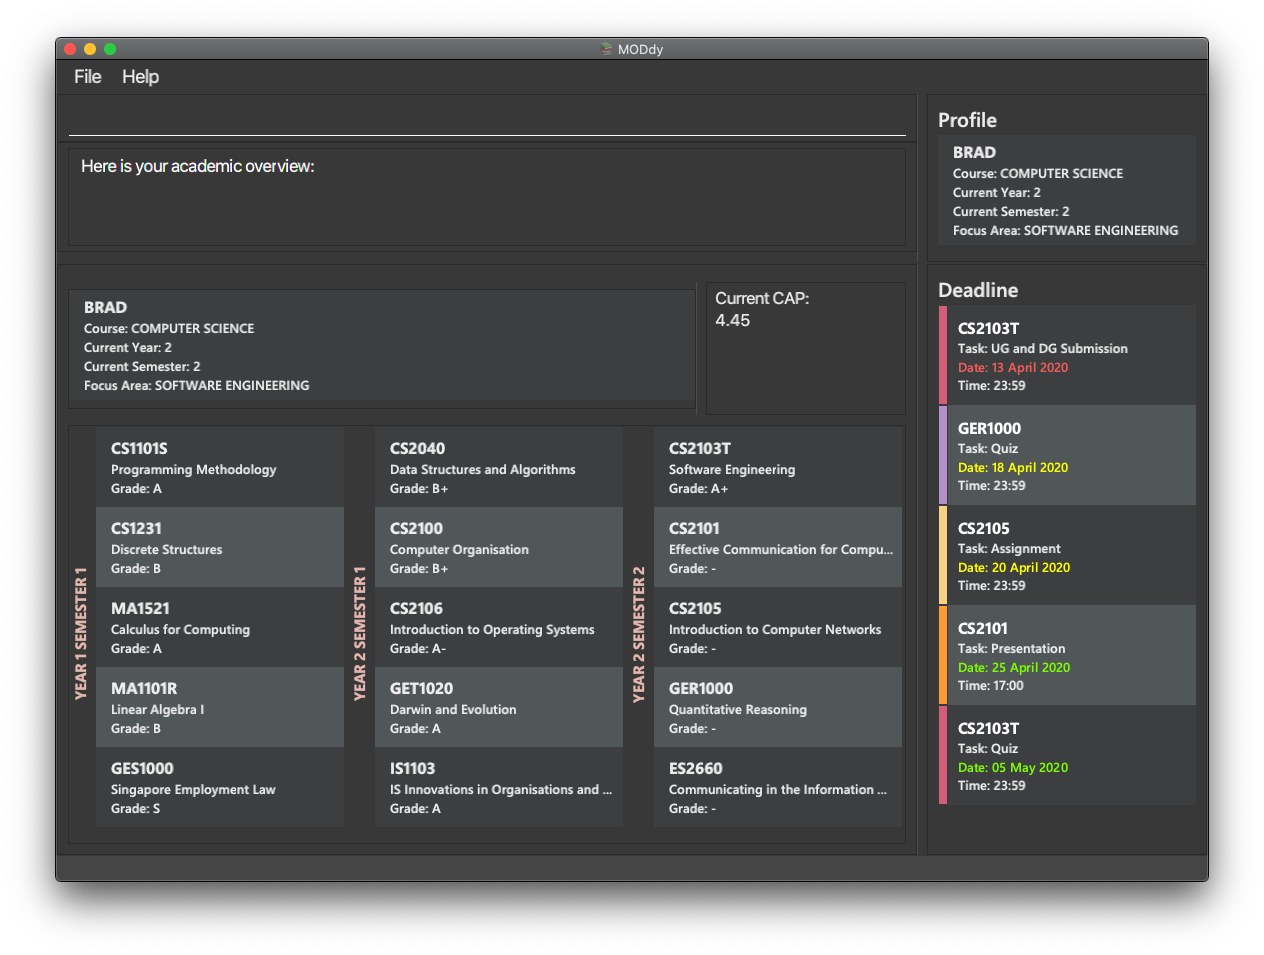 MODdy
File Help
Here is your academic overview:
BRAD
Course: COMPUTER SCIENCE
Current Year: 2
Current Semester: 2
Focus Area: SOFTWARE ENGINEERING
Current CAP:
4.45
YEAR 1 SEMESTER 1
CS1101S
Programming Methodology
Grade: A
CS1231
Discrete Structures
Grade: B
MA1521
Calculus for Computing
Grade: A
MA1101R
Linear Algebra I
Grade: B
GES1000
Singapore Employment Law
Grade: S
YEAR 2 SEMESTER 1
CS2040
Data Structures and Algorithms
Grade: B+
CS2100
Computer Organisation
Grade: B+
CS2106
Introduction to Operating Systems
Grade: A-
GET1020
Darwin and Evolution
Grade: A
IS1103
IS Innovations in Organisations and ...
Grade: A
YEAR 2 SEMESTER 2
CS2103T
Software Engineering
Grade: A+
CS2101
Effective Communication for Compu...
Grade: -
CS2105
Introduction to Computer Networks
Grade: -
GER1000
Quantitative Reasoning
Grade: -
ES2660
Communicating in the Information ...
Grade: -
Profile
BRAD
Course: COMPUTER SCIENCE
Current Year: 2
Current Semester: 2
Focus Area: SOFTWARE ENGINEERING
Deadline
CS2103T
Task: UG and DG Submission
Date: 13 April 2020
Time: 23:59
GER1000
Task: Quiz
Date: 18 April 2020
Time: 23:59
CS2105
Task: Assignment
Date: 20 April 2020
Time: 23:59
CS2101
Task: Presentation
Date: 25 April 2020
Time: 17:00
CS2103T
Task: Quiz
Date: 05 May 2020
Time: 23:59